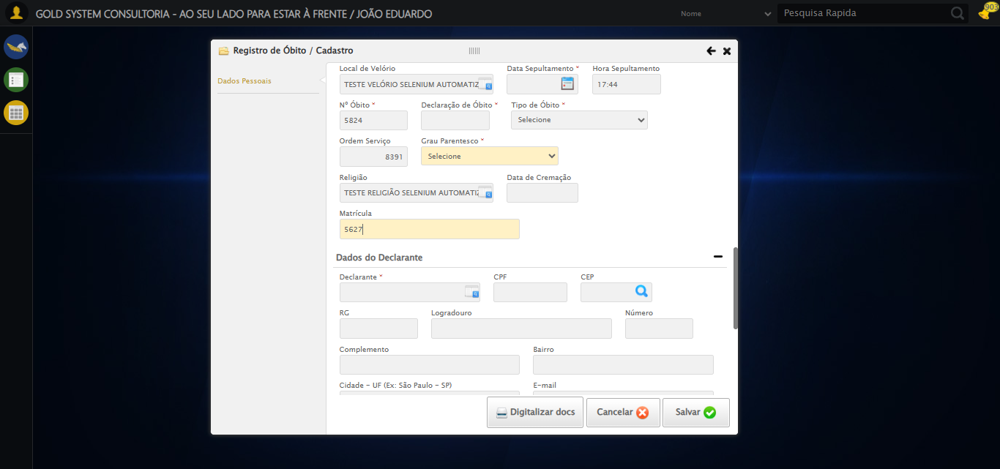 GOLD SYSTEM CONSULTORIA - AO SEU LADO PARA ESTAR À FRENTE / JOÃO EDUARDO
Nome
Pesquisa Rapida
903
Registro de Óbito / Cadastro
Dados Pessoais
Local de Velório
Data Sepultamento *
Hora Sepultamento
TESTE VELÓRIO SELENIUM AUTOMATIZ
17:44
Nº Óbito *
Declaração de Óbito *
Tipo de Óbito *
5824
Selecione
Ordem Serviço
Grau Parentesco *
8391
Selecione
Religião
Data de Cremação
TESTE RELIGIÃO SELENIUM AUTOMATIZ
Matrícula
5627
Dados do Declarante
Declarante *
CPF
CEP
RG
Logradouro
Número
Complemento
Bairro
Cidade - UF (Ex: São Paulo - SP)
E-mail
Digitalizar docs
Cancelar
Salvar